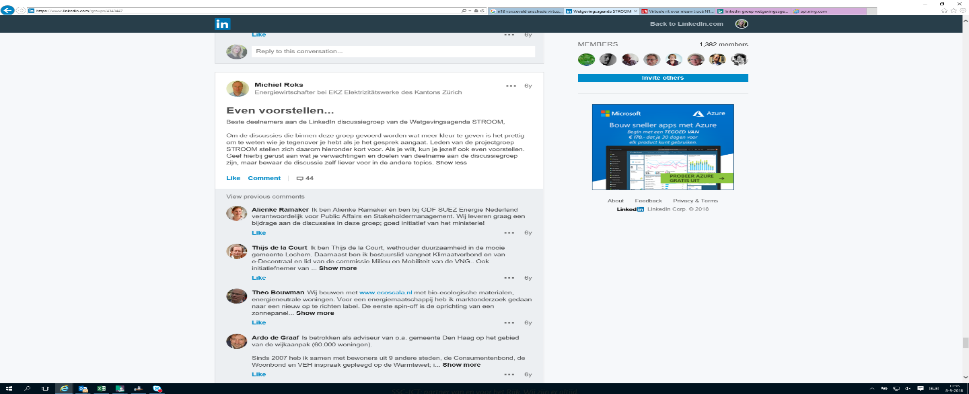 Back to LinkedIn.com
Like
6y
Reply to this conversation...
MEMBERS
1,382 members
Invite others
Michiel Roks
6y
Energiewirtschafter bei EKZ Elektrizitätswerke des Kantons Zürich
Even voorstellen...
Beste deelnemers aan de LinkedIn discussiegroep van de Wetgevingsagenda STROOM,
Om de discussies die binnen deze groep gevoerd worden wat meer kleur te geven is het prettig
om te weten wie je tegenover je hebt als je het gesprek aangaat. Leden van de projectgroep
STROOM stellen zich daarom hieronder kort voor. Als je wilt, kun je jezelf ook even voorstellen.
Geef hierbij gerust aan wat je verwachtingen en doelen van deelname aan de discussiegroep
zijn, maar bewaar de discussie zelf liever voor in de andere topics. Show less
Like Comment 44
View previous comments
Alienke Ramaker Ik ben Alienke Ramaker en ben bij GDF SUEZ Energie Nederland
verantwoordelijk voor Public Affairs en Stakeholdermanagement. Wij leveren graag een
bijdrage aan de discussies in deze groep; goed initiatief van het ministerie!
Like
6y
Thijs de la Court Ik ben Thijs de la Court, wethouder duurzaamheid in de mooie
gemeente Lochem. Daarnaast ben ik bestuurslid vangnet Klimaatverbond en van
e-Decentraal en lid van de commissie Milieu en Mobiliteit van de VNG.. Ook
initiatiefnemer van ... Show more
Like
6y
Theo Bouwman Wij bouwen met www.ecoscala.nl met bio-ecologische materialen,
energieneutrale woningen. Voor een energiemaatschappij heb ik marktonderzoek gedaan
naar een nieuw op te richten label. De eerste spin-off is de oprichting van een
zonnepanel... Show more
Like
6y
Ardo de Graaf Is betrokken als adviseur van o.a. gemeente Den Haag op het gebied
van de wijkaanpak (60.000 woningen).
Sinds 2007 heb ik samen met bewoners uit 9 andere steden, de Consumentenbond, de
Woonbond en VEH inspraak gepleegd op de Warmtewet; i... Show more
Like
6y
Microsoft Azure
Bouw sneller apps met Azure
Begin met een TEGOED VAN
€ 170,- dat je 30 dagen voor
elk product kunt gebruiken.
PROBEER AZURE
GRATIS UIT
About Feedback Privacy & Terms
LinkedIn LinkedIn Corp. © 2018